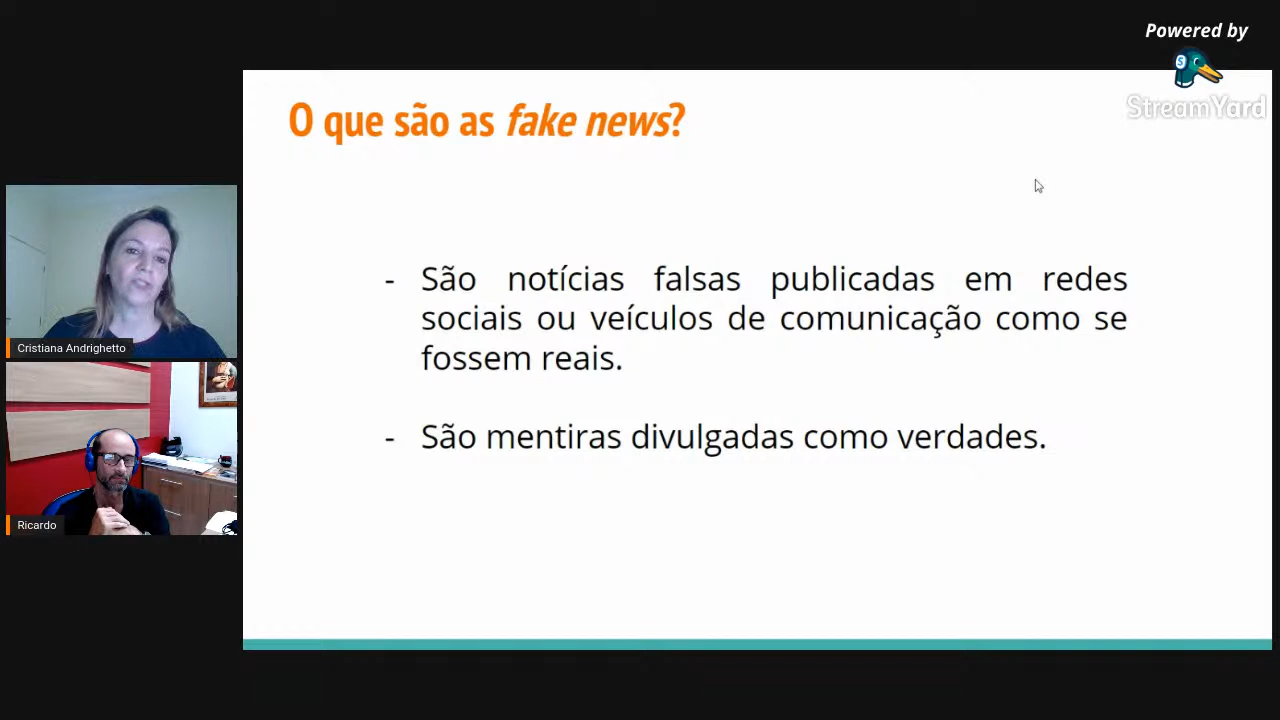 Powered by
StreamYard
O que são as fake news?
- São notícias falsas publicadas em redes
sociais ou veículos de comunicação como se
fossem reais.
- São mentiras divulgadas como verdades.
Cristiana Andrighetto
Ricardo